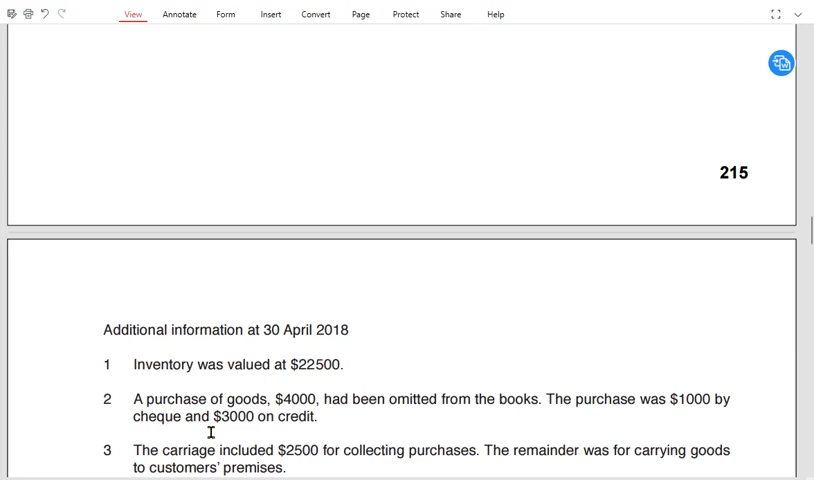 View Annotate Form Insert Convert Page Protect Share Help
W
215
Additional information at 30 April 2018
1 Inventory was valued at $22500.
2 A purchase of goods, $4000, had been omitted from the books. The purchase was $1000 by
cheque and $3000 on credit.
3 The carriage included $2500 for collecting purchases. The remainder was for carrying goods
to customers' premises.